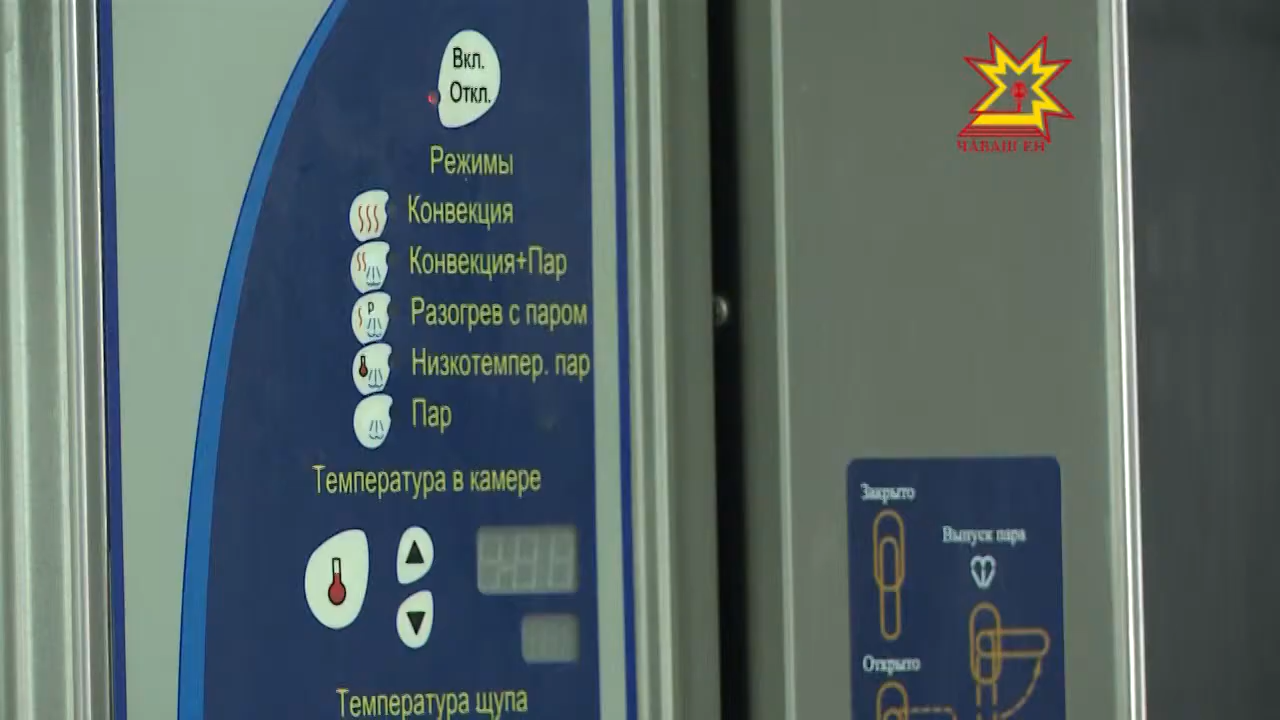 Вкл.
Откл.
Режимы
Конвекция
Конвекция+Пар
Разогрев с паром
Р
Низкотемпер. пар
Пар
Температура в камере
Температура щупа
ЧАВАШ ЕН
Закрыто
Выпуск пара
Открыто